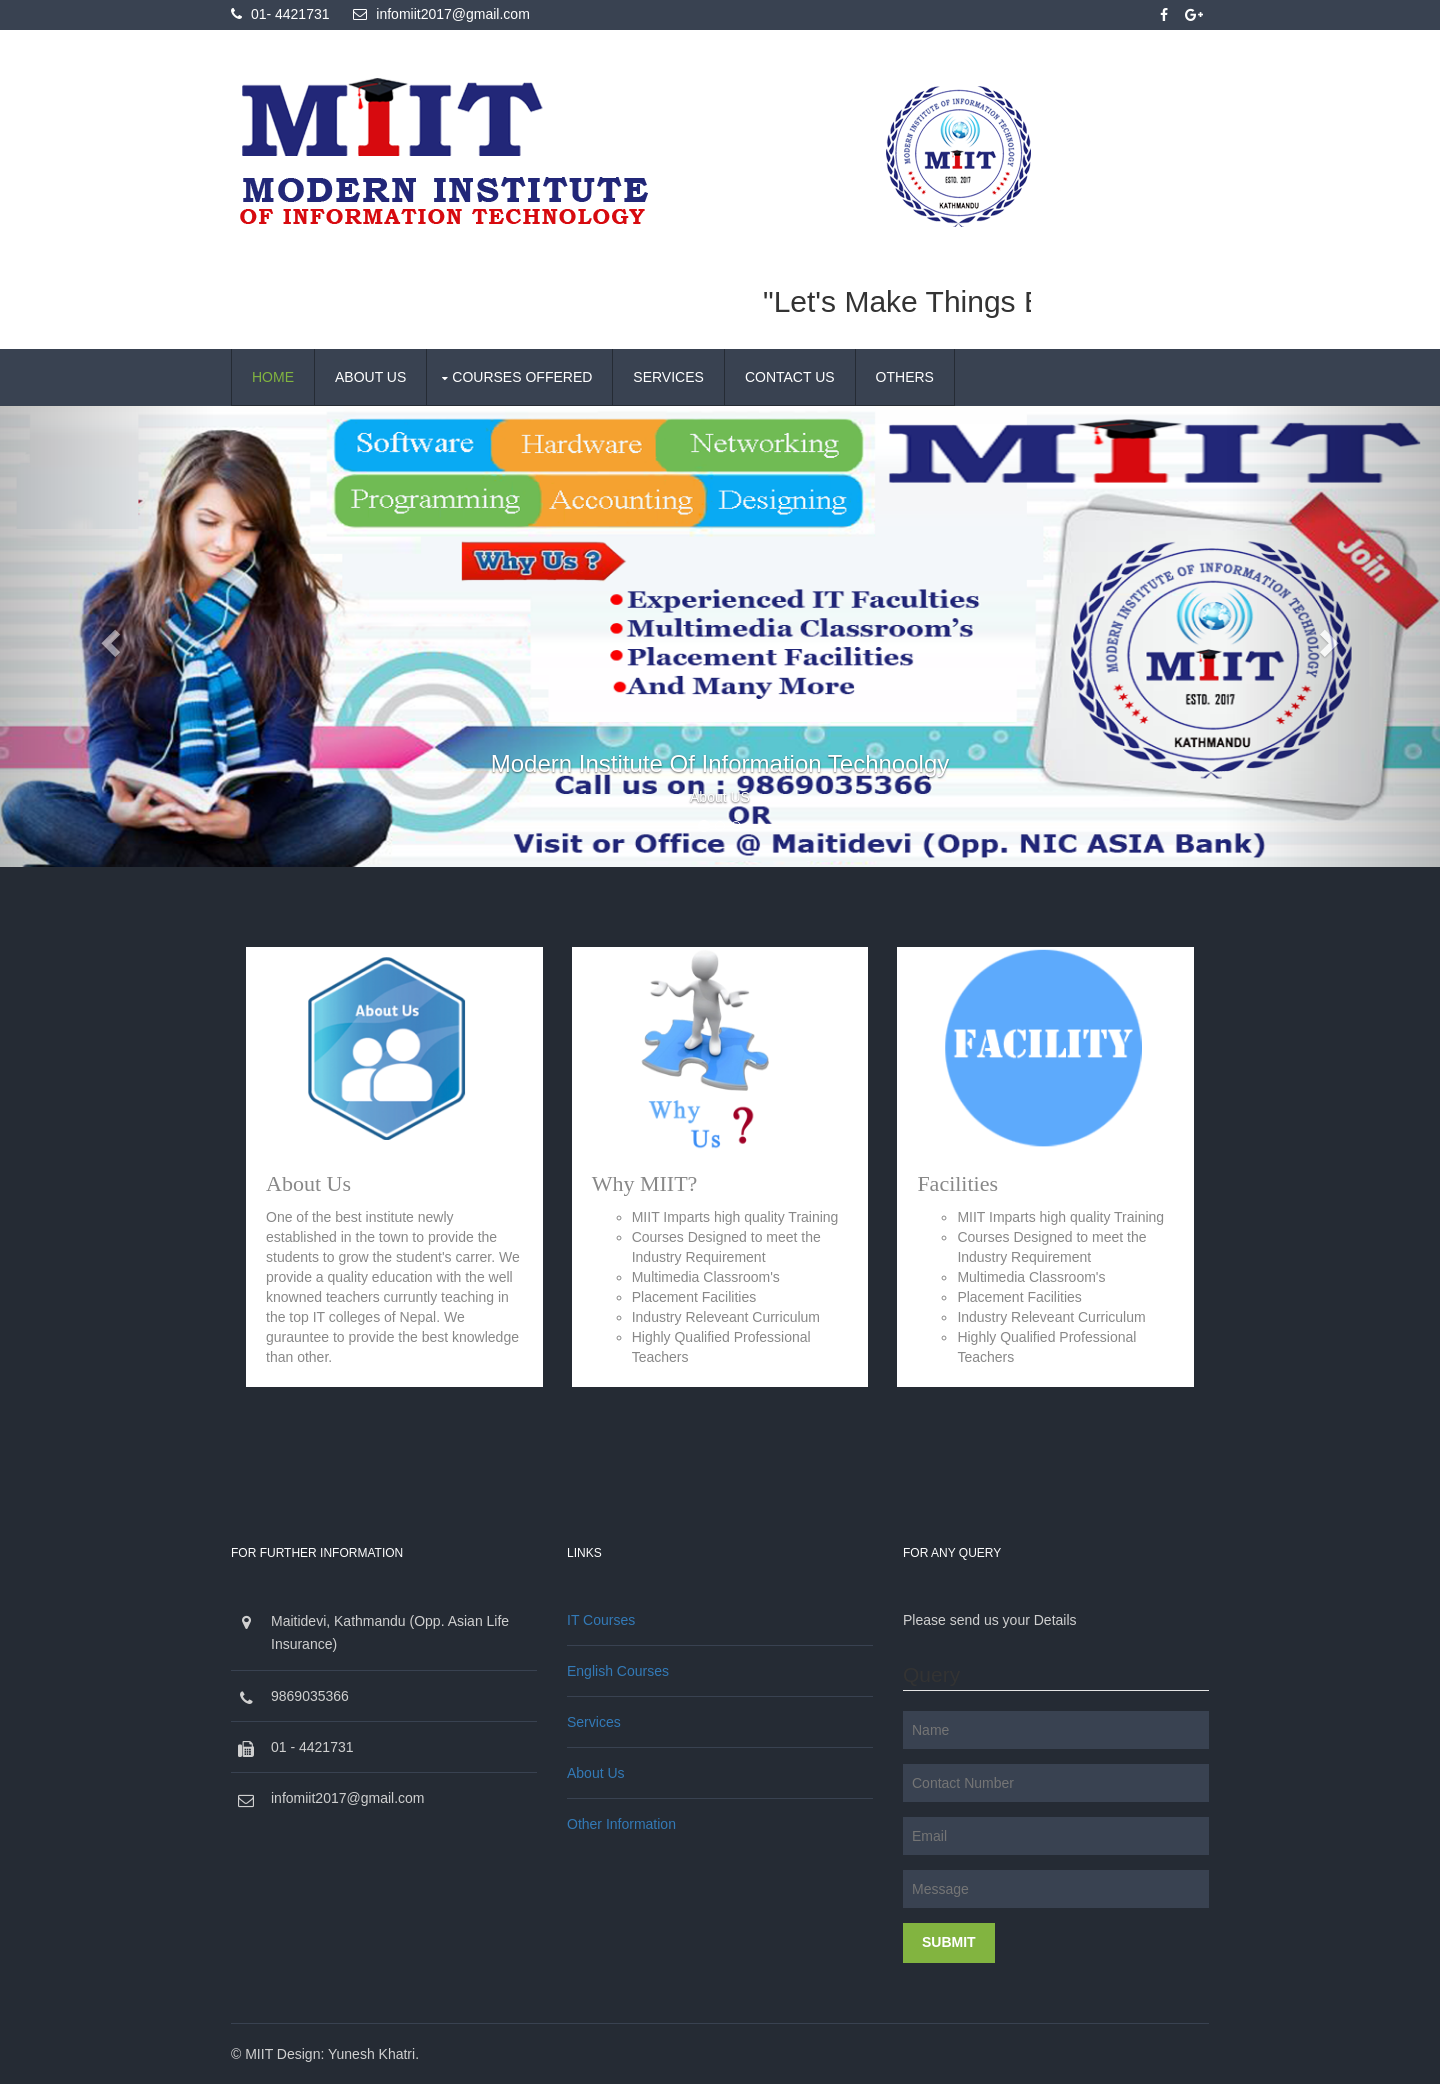 01- 4421731 infomiit2017@gmail.com
MIIT
MODERN INSTITUTE
OF INFORMATION TECHNOLOGY
MODERN INSTITUTE OF INFORMATION TECHNOLOGY
MIIT
ESTD. 2017
KATHMANDU
"Let's Make Things
HOME ABOUT US COURSES OFFERED SERVICES CONTACT US OTHERS
Software Hardware Networking
Programming Accounting Designing
MIIT
Join
Why Us ?
Experienced IT Faculties
Multimedia Classroom's
Placement Facilities
And Many More
MODERN INSTITUTE OF INFORMATION TECHNOLOGY
MIIT
ESTD. 2017
KATHMANDU
Modern Institute Of Information Technoolgy
Call us on : 9869035366
About US
OR
Visit or Office @ Maitidevi (Opp. NIC ASIA Bank)
About Us
Why
Us ?
FACILITY
About Us
One of the best institute newly
established in the town to provide the
students to grow the student's carrer. We
provide a quality education with the well
knowned teachers curruntly teaching in
the top IT colleges of Nepal. We
gurauntee to provide the best knowledge
than other.
Why MIIT?
MIIT Imparts high quality Training
Courses Designed to meet the
Industry Requirement
Multimedia Classroom's
Placement Facilities
Industry Releveant Curriculum
Highly Qualified Professional
Teachers
Facilities
MIIT Imparts high quality Training
Courses Designed to meet the
Industry Requirement
Multimedia Classroom's
Placement Facilities
Industry Releveant Curriculum
Highly Qualified Professional
Teachers
FOR FURTHER INFORMATION
Maitidevi, Kathmandu (Opp. Asian Life
Insurance)
9869035366
01 - 4421731
infomiit2017@gmail.com
LINKS
IT Courses
English Courses
Services
About Us
Other Information
FOR ANY QUERY
Please send us your Details
Query
Name
Contact Number
Email
Message
SUBMIT
© MIIT Design: Yunesh Khatri.